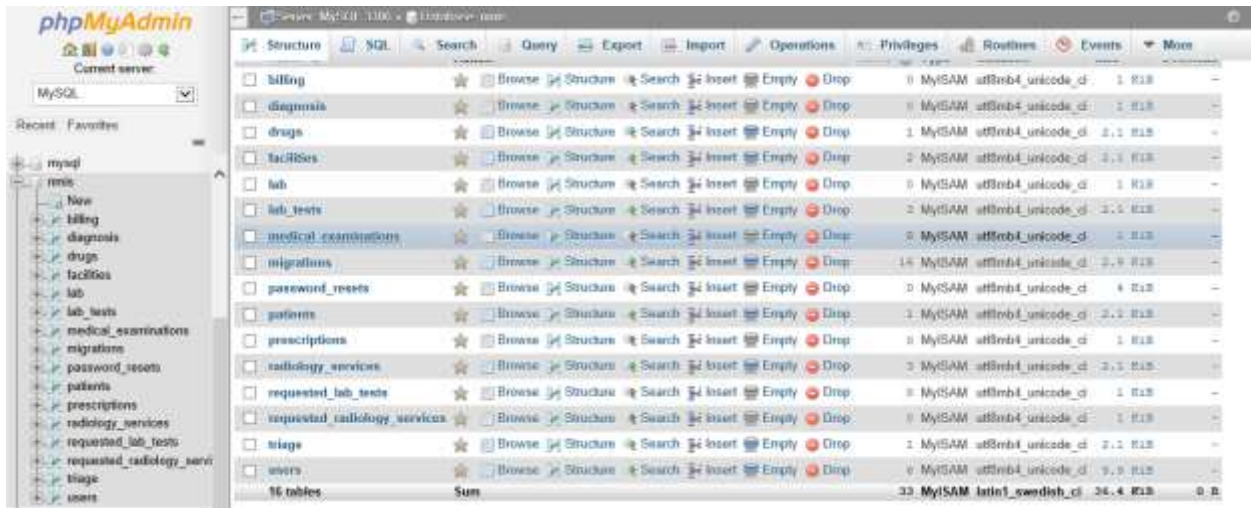 phpMyAdmin
Current server:
MySQL
Recent Favorites
mysql
nmis
New
billing
diagnosis
drugs
facilities
lab
lab_tests
medical_examinations
migrations
password_resets
patients
prescriptions
radiology_services
requested_lab_tests
requested_radiology_servi
triage
users
Server: MySQL:3306 » Database: nmis
Structure SQL Search Query Export Import Operations Privileges Routines Events More
billing Browse Structure Search Insert Empty Drop 0 MyISAM utf8mb4_unicode_ci 1 KiB -
diagnosis Browse Structure Search Insert Empty Drop 0 MyISAM utf8mb4_unicode_ci 1 KiB -
drugs Browse Structure Search Insert Empty Drop 1 MyISAM utf8mb4_unicode_ci 2.1 KiB -
facilities Browse Structure Search Insert Empty Drop 2 MyISAM utf8mb4_unicode_ci 2.1 KiB -
lab Browse Structure Search Insert Empty Drop 0 MyISAM utf8mb4_unicode_ci 1 KiB -
lab_tests Browse Structure Search Insert Empty Drop 2 MyISAM utf8mb4_unicode_ci 2.1 KiB -
medical_examinations Browse Structure Search Insert Empty Drop 0 MyISAM utf8mb4_unicode_ci 1 KiB -
migrations Browse Structure Search Insert Empty Drop 14 MyISAM utf8mb4_unicode_ci 2.9 KiB -
password_resets Browse Structure Search Insert Empty Drop 0 MyISAM utf8mb4_unicode_ci 4 KiB -
patients Browse Structure Search Insert Empty Drop 1 MyISAM utf8mb4_unicode_ci 2.1 KiB -
prescriptions Browse Structure Search Insert Empty Drop 0 MyISAM utf8mb4_unicode_ci 1 KiB -
radiology_services Browse Structure Search Insert Empty Drop 3 MyISAM utf8mb4_unicode_ci 2.1 KiB -
requested_lab_tests Browse Structure Search Insert Empty Drop 0 MyISAM utf8mb4_unicode_ci 1 KiB -
requested_radiology_services Browse Structure Search Insert Empty Drop 0 MyISAM utf8mb4_unicode_ci 1 KiB -
triage Browse Structure Search Insert Empty Drop 1 MyISAM utf8mb4_unicode_ci 2.1 KiB -
users Browse Structure Search Insert Empty Drop MyISAM utf8mb4_unicode_ci KiB -
16 tables Sum 33 MyISAM latin1_swedish_ci 36.4 KiB 0 B